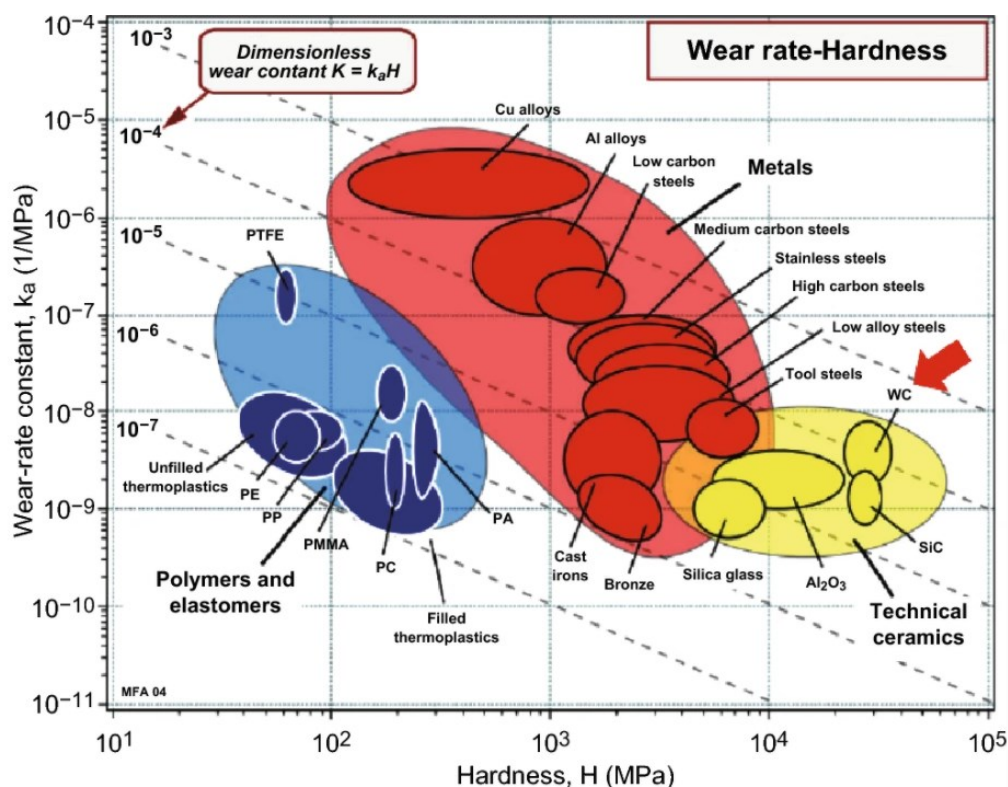 Wear rate-Hardness
Dimensionless
wear contant K = kₐH
10⁻³
10⁻⁴
10⁻⁵
10⁻⁶
10⁻⁷
Cu alloys
Al alloys
Low carbon
steels
Metals
Medium carbon steels
Stainless steels
High carbon steels
Low alloy steels
Tool steels
WC
PTFE
Unfilled
thermoplastics
PE
PP
PMMA
PC
PA
Polymers and
elastomers
Filled
thermoplastics
Cast
irons
Bronze
Silica glass
Al₂O₃
SiC
Technical
ceramics
MFA 04
Wear-rate constant, kₐ (1/MPa)
10⁻⁴
10⁻⁵
10⁻⁶
10⁻⁷
10⁻⁸
10⁻⁹
10⁻¹⁰
10⁻¹¹
10¹
10²
10³
10⁴
10⁵
Hardness, H (MPa)